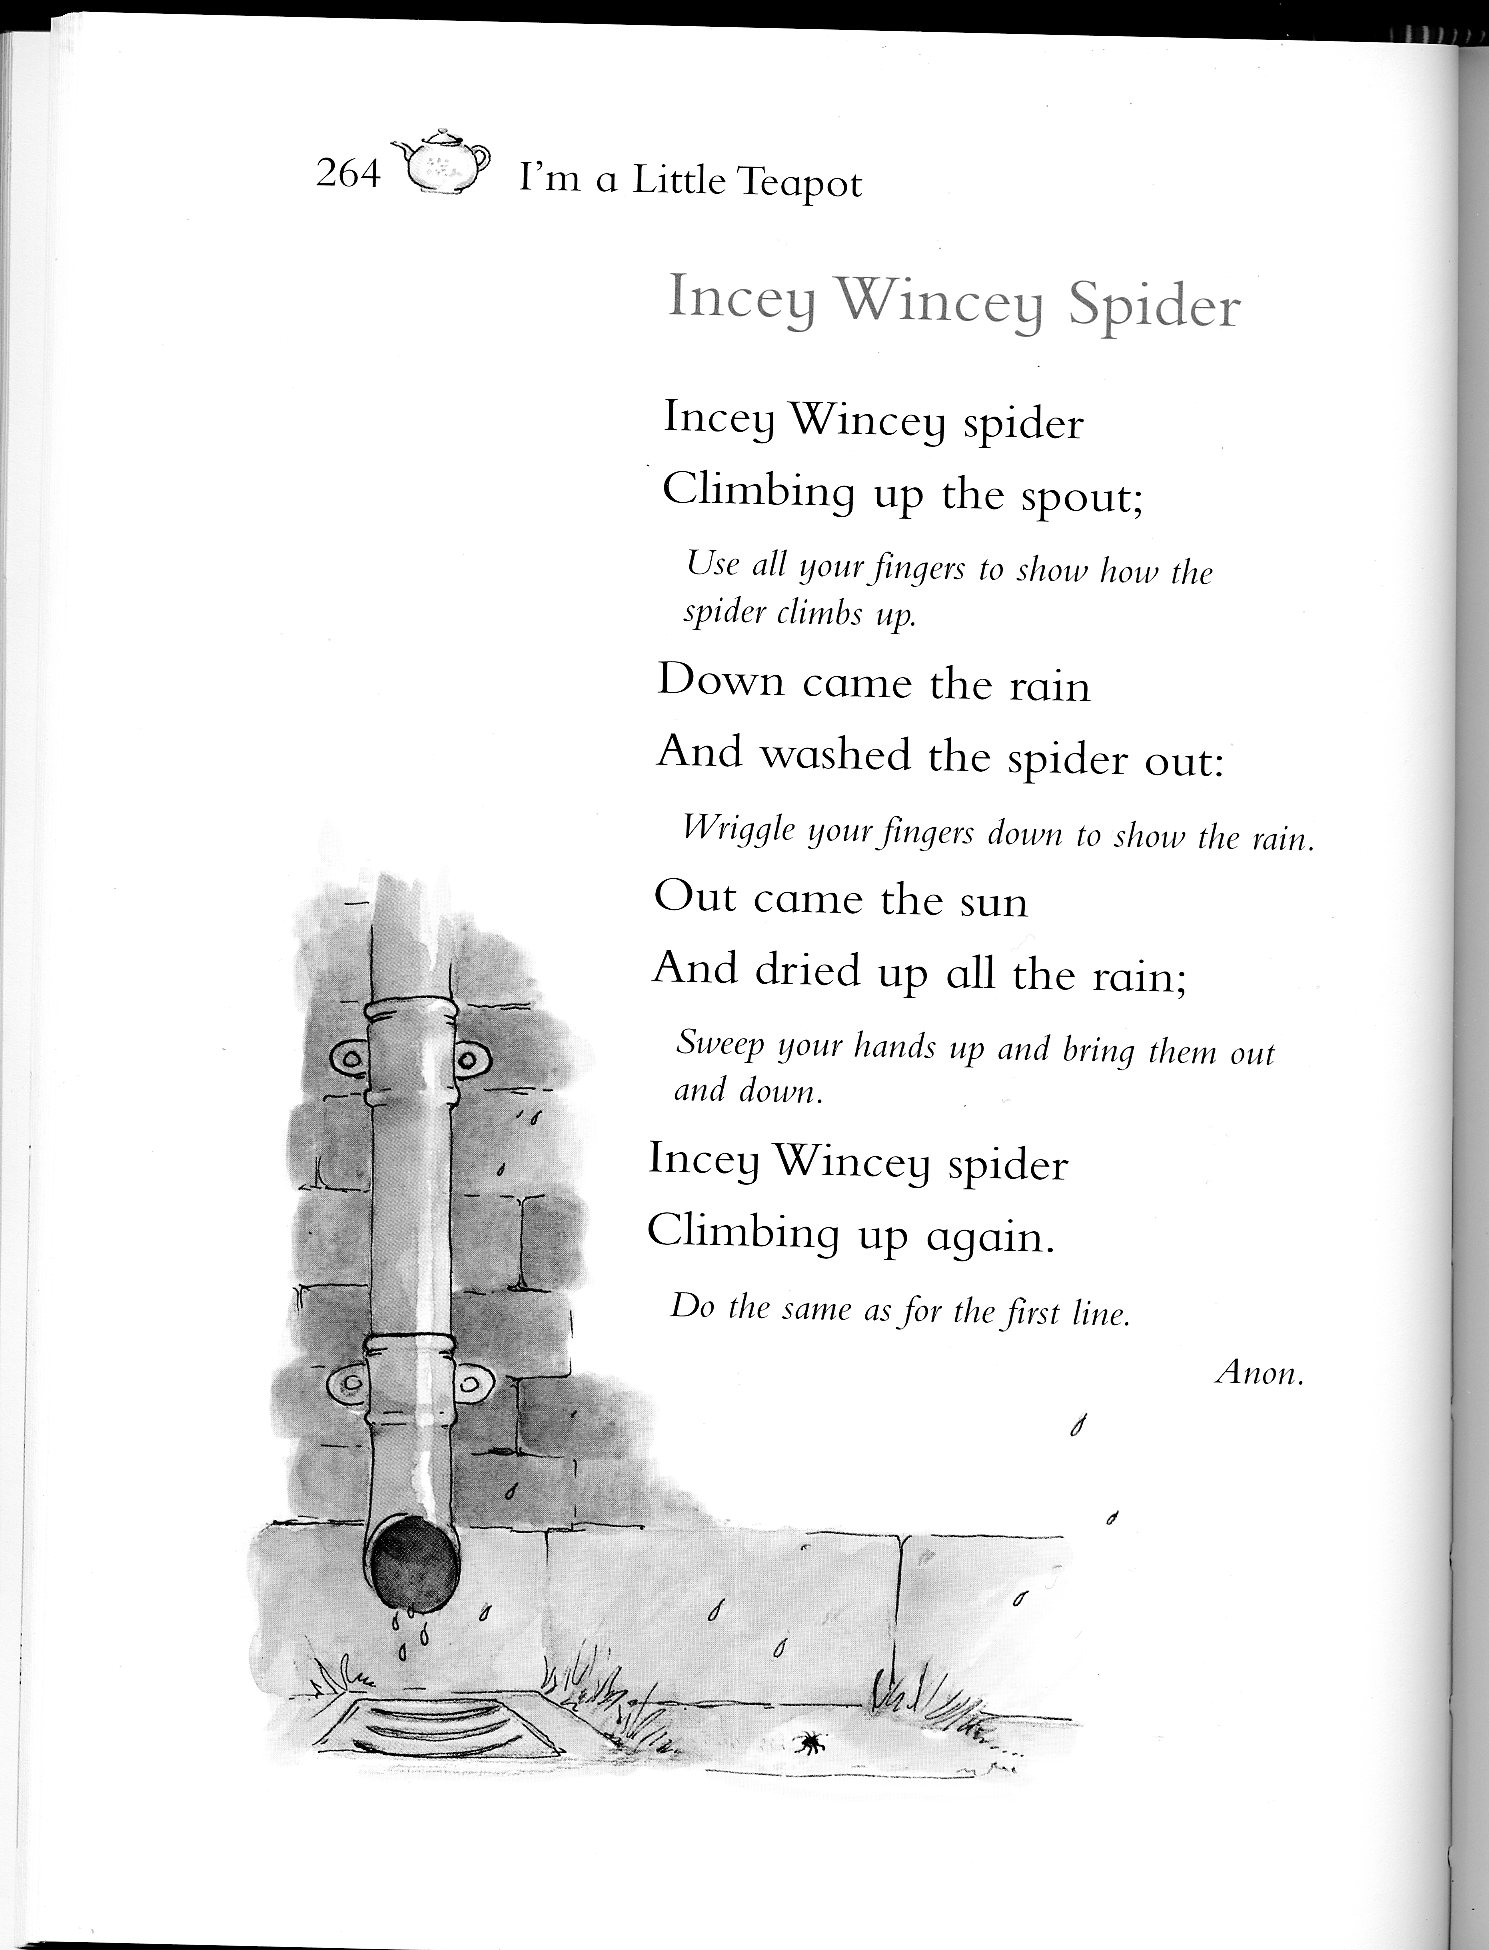 264 I'm a Little Teapot
Incey Wincey Spider
Incey Wincey spider
Climbing up the spout;
Use all your fingers to show how the
spider climbs up.
Down came the rain
And washed the spider out:
Wriggle your fingers down to show the rain.
Out came the sun
And dried up all the rain;
Sweep your hands up and bring them out
and down.
Incey Wincey spider
Climbing up again.
Do the same as for the first line.
Anon.